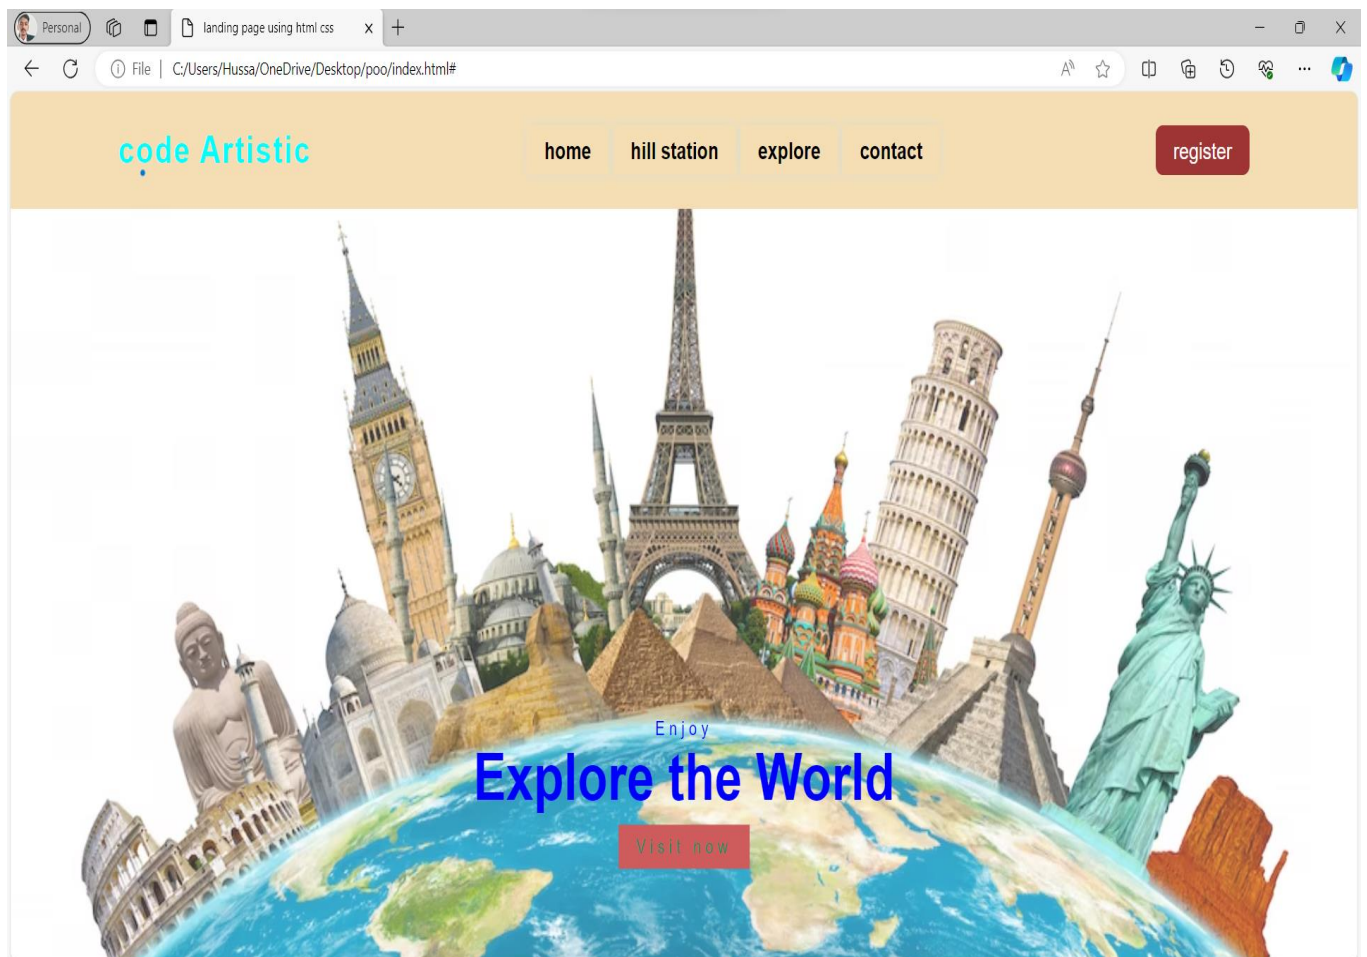 Personal
landing page using html css
File
C:/Users/Hussa/OneDrive/Desktop/poo/index.html#
code Artistic
home hill station explore contact
register
Enjoy
Explore the World
Visit now